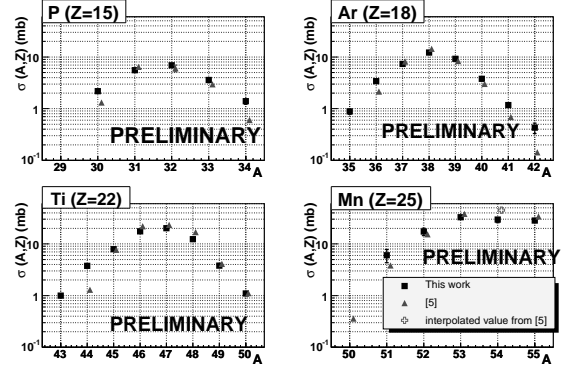 P (Z=15)
σ (A,Z) (mb)
10
1
10⁻¹
29 30 31 32 33 34
A
PRELIMINARY
Ar (Z=18)
σ (A,Z) (mb)
10
1
10⁻¹
35 36 37 38 39 40 41 42
A
PRELIMINARY
Ti (Z=22)
σ (A,Z) (mb)
10
1
10⁻¹
43 44 45 46 47 48 49 50
A
PRELIMINARY
Mn (Z=25)
σ (A,Z) (mb)
10
1
10⁻¹
50 51 52 53 54 55
A
PRELIMINARY
This work
[5]
interpolated value from [5]